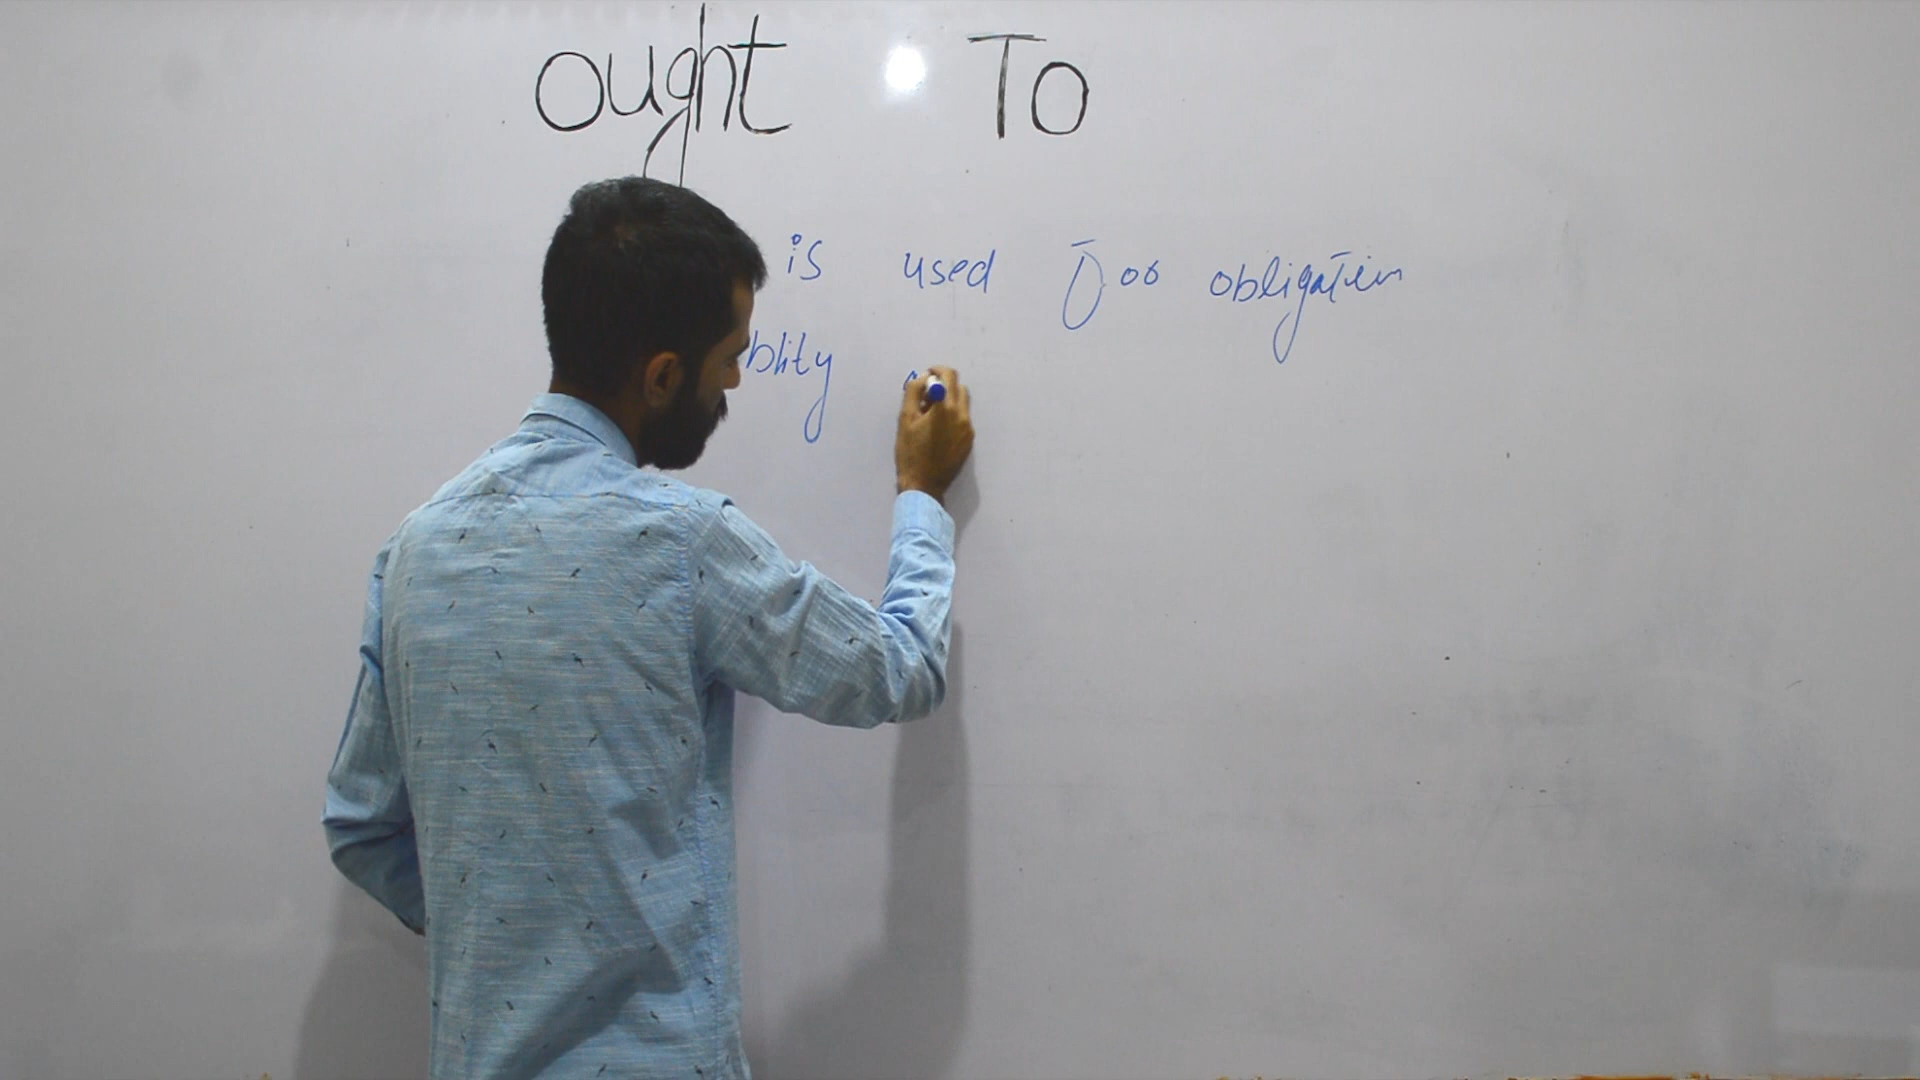 ought To
is used for obligation
blity